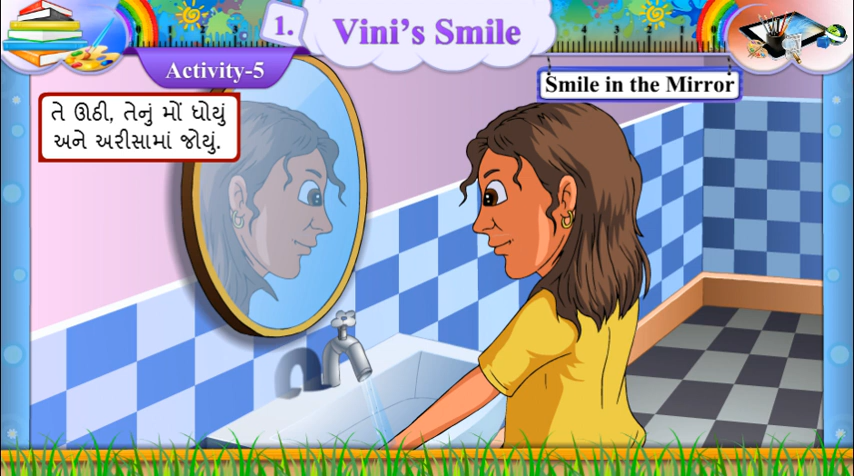 1.
Vini's Smile
Activity-5
Smile in the Mirror
તે ઊઠી, તેનું મોં ધોયું
અને અરીસામાં જોયું.